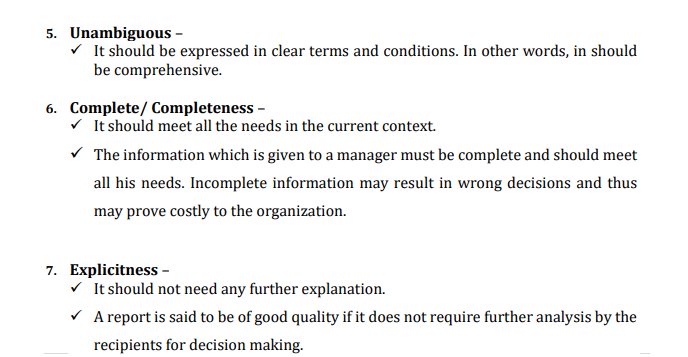 5. Unambiguous –
✓ It should be expressed in clear terms and conditions. In other words, in should
be comprehensive.
6. Complete/ Completeness –
✓ It should meet all the needs in the current context.
✓ The information which is given to a manager must be complete and should meet
all his needs. Incomplete information may result in wrong decisions and thus
may prove costly to the organization.
7. Explicitness –
✓ It should not need any further explanation.
✓ A report is said to be of good quality if it does not require further analysis by the
recipients for decision making.